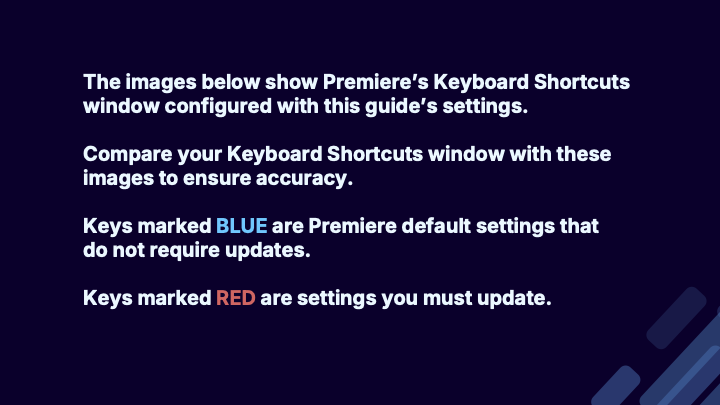 The images below show Premiere’s Keyboard Shortcuts
window configured with this guide’s settings.
Compare your Keyboard Shortcuts window with these
images to ensure accuracy.
Keys marked BLUE are Premiere default settings that
do not require updates.
Keys marked RED are settings you must update.